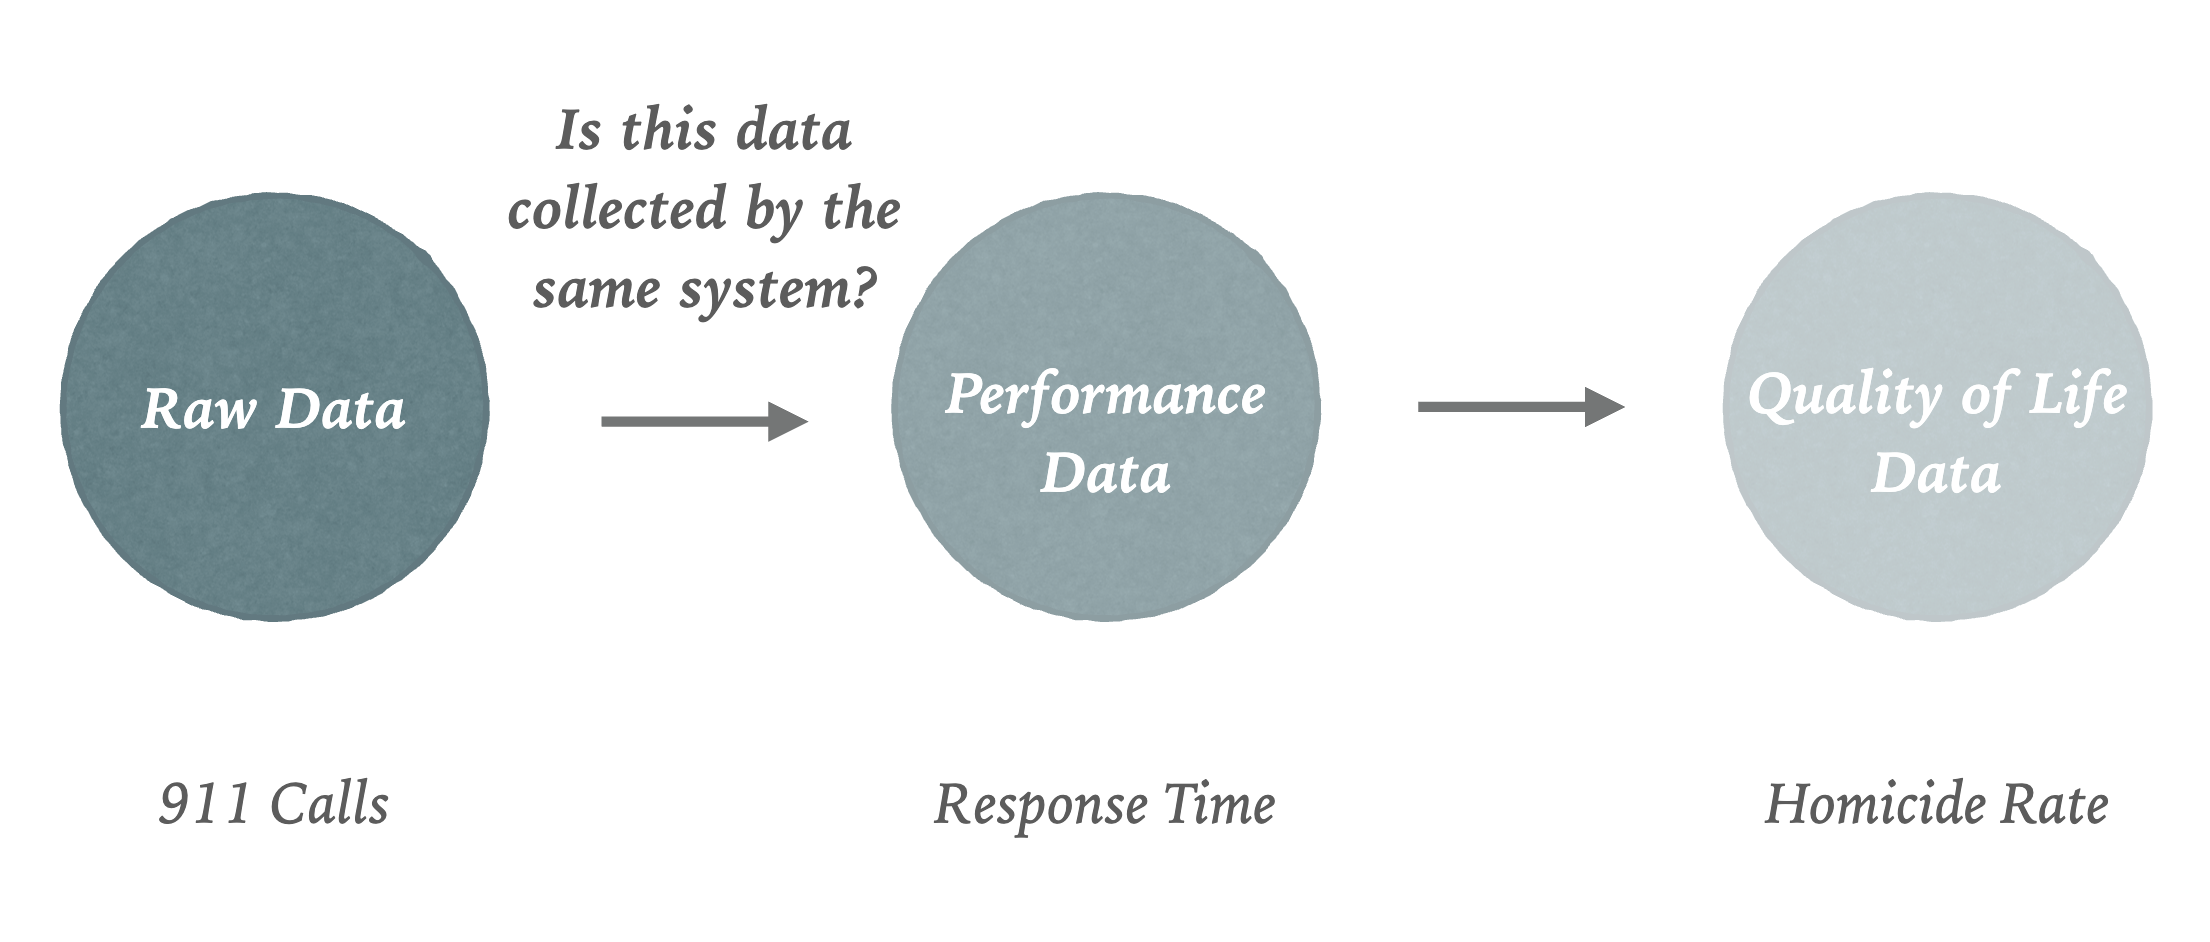 Is this data
collected by the
same system?
Raw Data
Performance
Data
Quality of Life
Data
911 Calls
Response Time
Homicide Rate